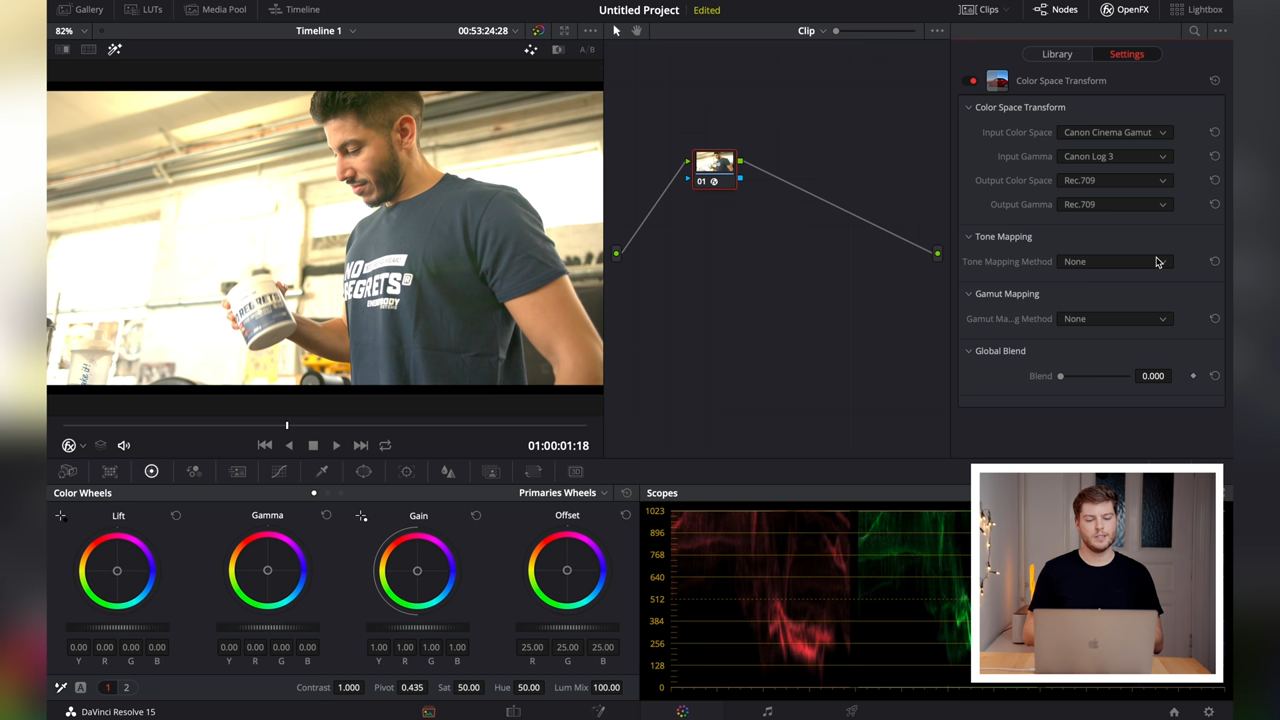 Gallery LUTs Media Pool Timeline Untitled Project Edited Clips Nodes OpenFX Lightbox
82% Timeline 1 00:53:24:28 Clip
A/B
Library Settings
Color Space Transform
Color Space Transform
Input Color Space Canon Cinema Gamut
Input Gamma Canon Log 3
Output Color Space Rec.709
Output Gamma Rec.709
Tone Mapping
Tone Mapping Method None
Gamut Mapping
Gamut Ma...g Method None
Global Blend
Blend 0.000
01
NO
REGRETS®
REGRETS
01:00:01:18
Color Wheels Primaries Wheels Scopes
Lift Gamma Gain Offset
0.00 0.00 0.00 0.00 0.00 0.00 0.00 0.00 1.00 1.00 1.00 1.00 25.00 25.00 25.00
Y R G B Y R G B Y R G B R G B
1023
896
768
640
512
384
256
128
0
A 1 2 Contrast 1.000 Pivot 0.435 Sat 50.00 Hue 50.00 Lum Mix 100.00
DaVinci Resolve 15